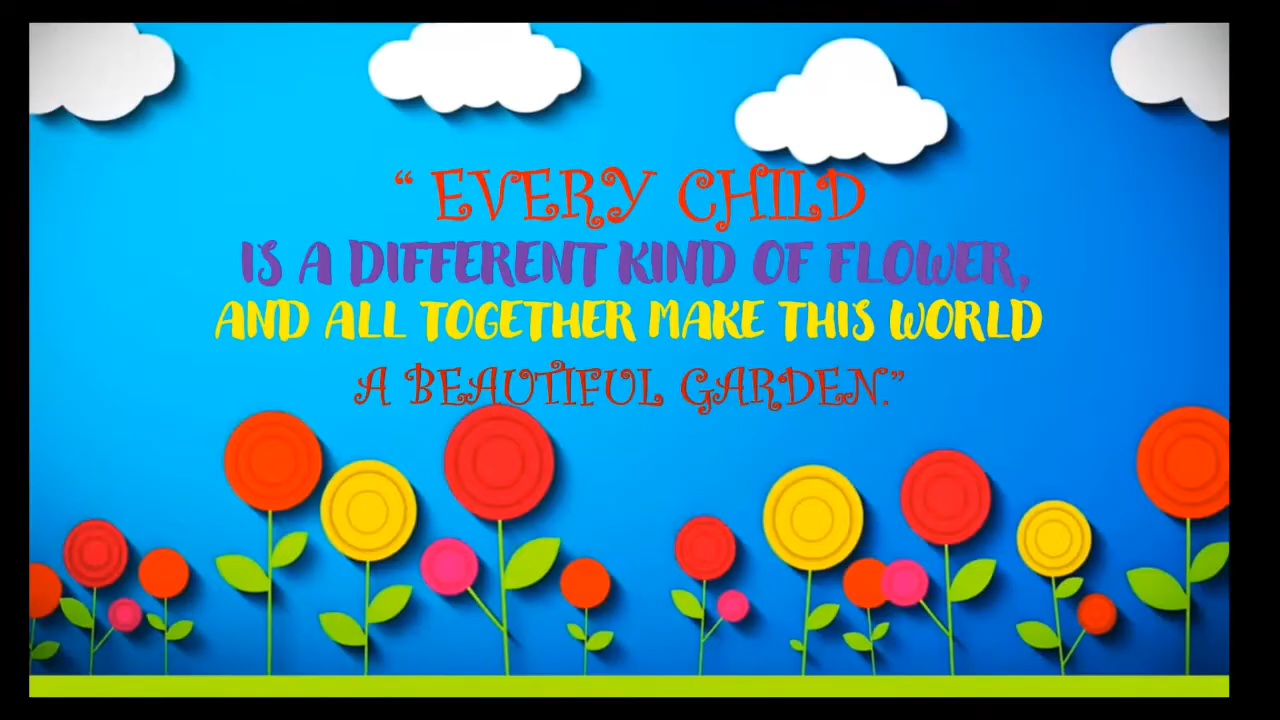 “ EVERY CHILD
IS A DIFFERENT KIND OF FLOWER,
AND ALL TOGETHER MAKE THIS WORLD
A BEAUTIFUL GARDEN.”